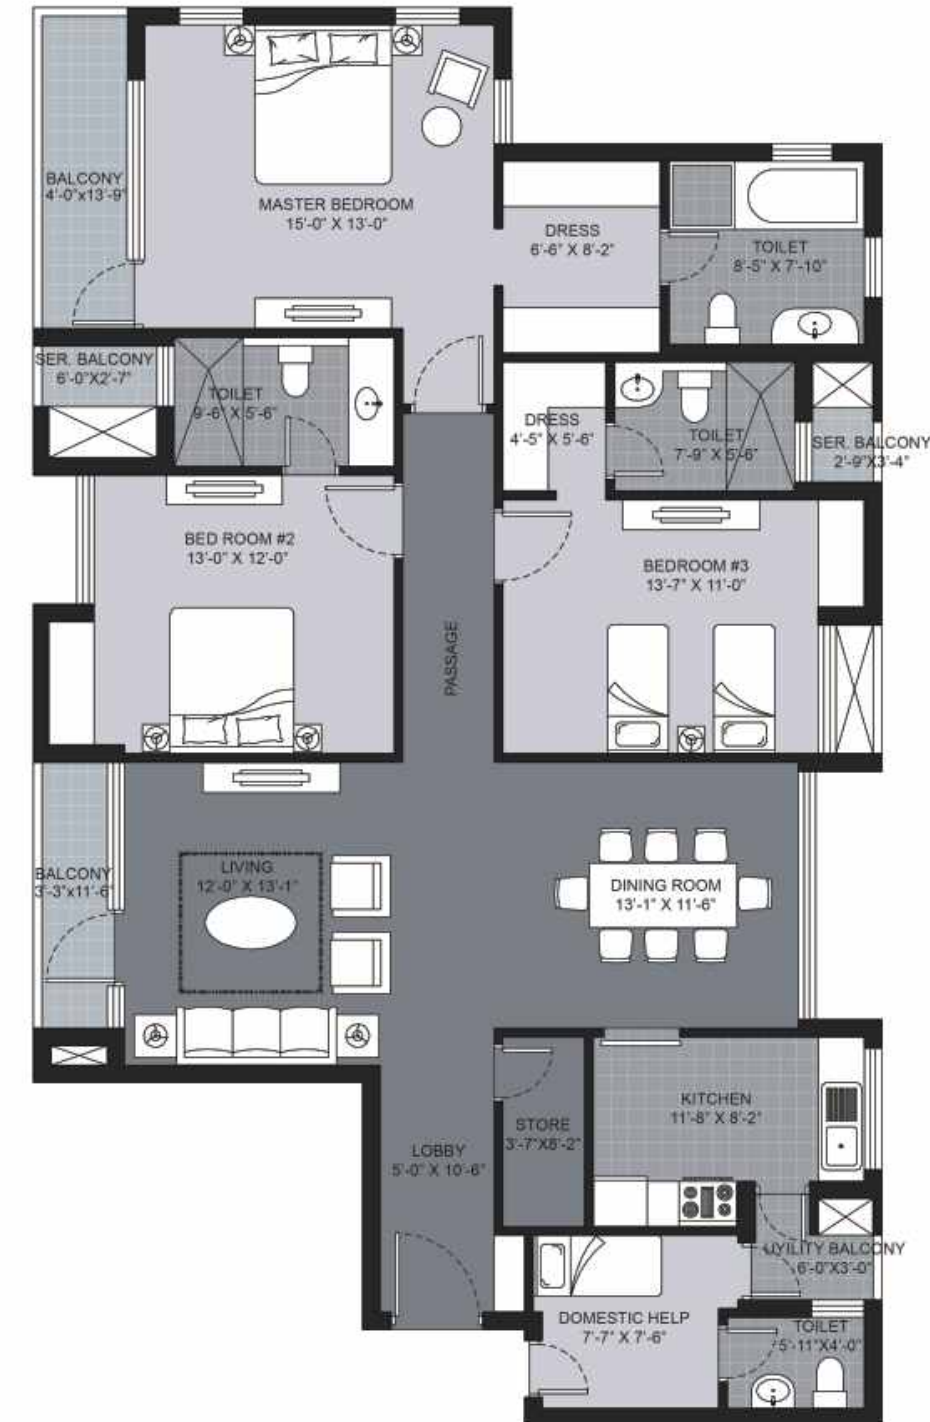 BALCONY
4'-0"x13'-9"
MASTER BEDROOM
15'-0" X 13'-0"
DRESS
6'-6" X 8'-2"
TOILET
8'-5" X 7'-10"
SER. BALCONY
6'-0"X2'-7"
TOILET
9'-6" X 5'-6"
DRESS
4'-5" X 5'-6"
TOILET
7'-9" X 5'-6"
SER. BALCONY
2'-9"X3'-4"
BED ROOM #2
13'-0" X 12'-0"
BEDROOM #3
13'-7" X 11'-0"
PASSAGE
BALCONY
3'-3"x11'-6"
LIVING
12'-0" X 13'-1"
DINING ROOM
13'-1" X 11'-6"
KITCHEN
11'-8" X 8'-2"
STORE
3'-7"X8'-2"
LOBBY
5'-0" X 10'-6"
UYILITY BALCONY
6'-0"X3'-0"
DOMESTIC HELP
7'-7" X 7'-6"
TOILET
5'-11"X4'-0"